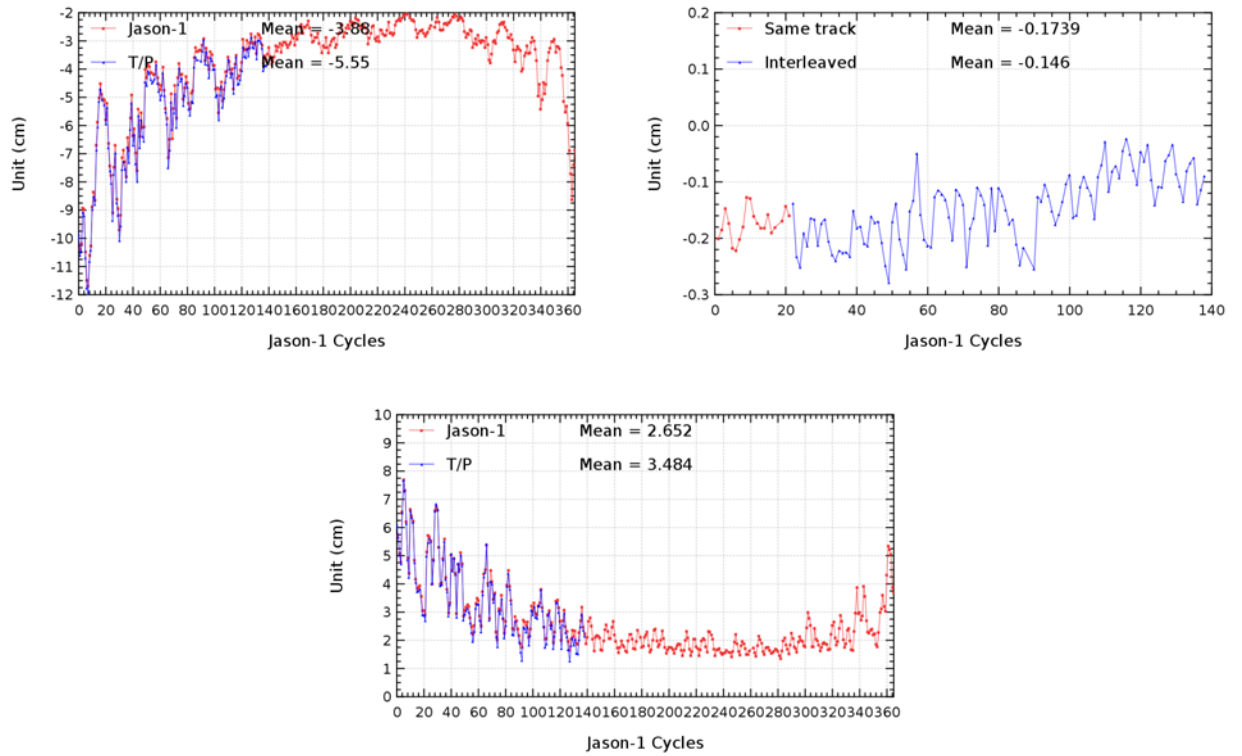 -2
Jason-1 Mean = -3.88
-3
T/P Mean = -5.55
-4
-5
-6
-7
-8
-9
-10
-11
-12
Unit (cm)
0 20 40 60 80 100 120 140 160 180 200 220 240 260 280 300 320 340 360
Jason-1 Cycles
0.2
Same track Mean = -0.1739
0.1
Interleaved Mean = -0.146
0.0
-0.1
-0.2
-0.3
Unit (cm)
0 20 40 60 80 100 120 140
Jason-1 Cycles
10
Jason-1 Mean = 2.652
9
T/P Mean = 3.484
8
7
6
5
4
3
2
1
0
Unit (cm)
0 20 40 60 80 100 120 140 160 180 200 220 240 260 280 300 320 340 360
Jason-1 Cycles